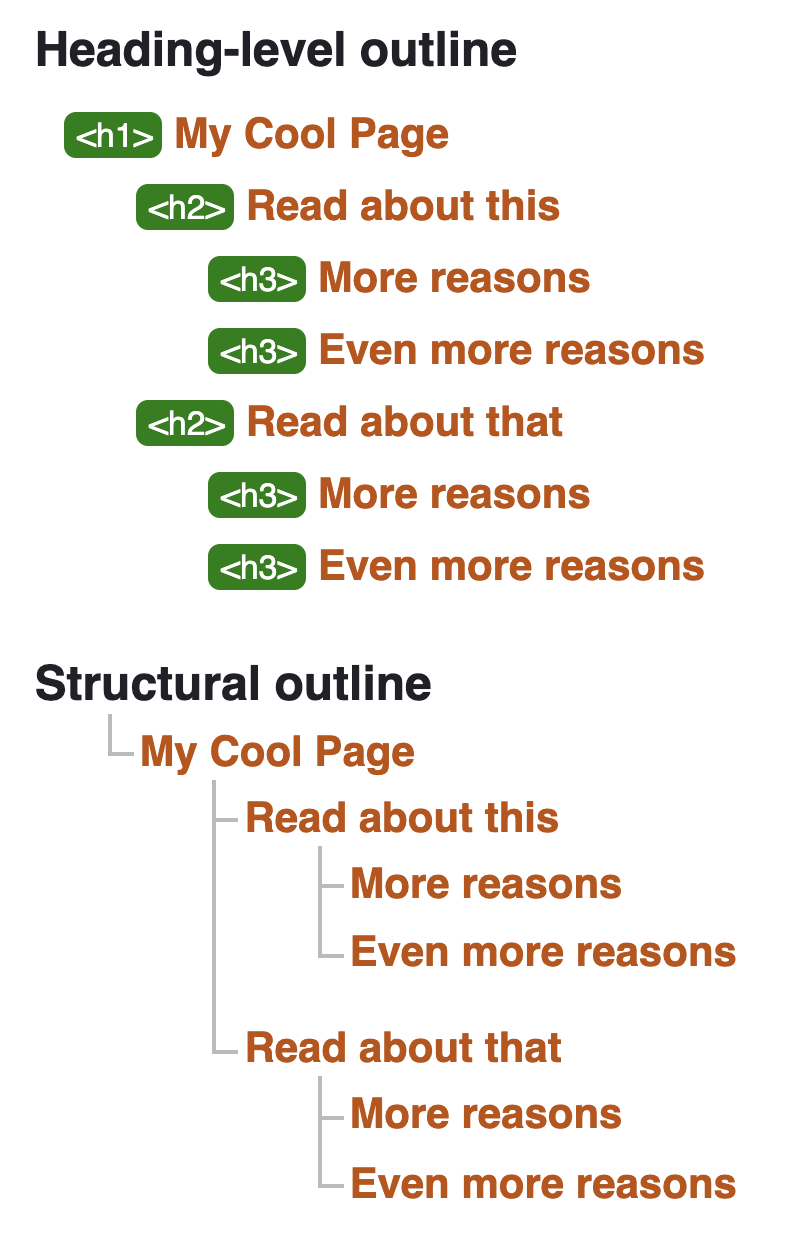 Heading-level outline
<h1> My Cool Page
<h2> Read about this
<h3> More reasons
<h3> Even more reasons
<h2> Read about that
<h3> More reasons
<h3> Even more reasons
Structural outline
My Cool Page
Read about this
More reasons
Even more reasons
Read about that
More reasons
Even more reasons